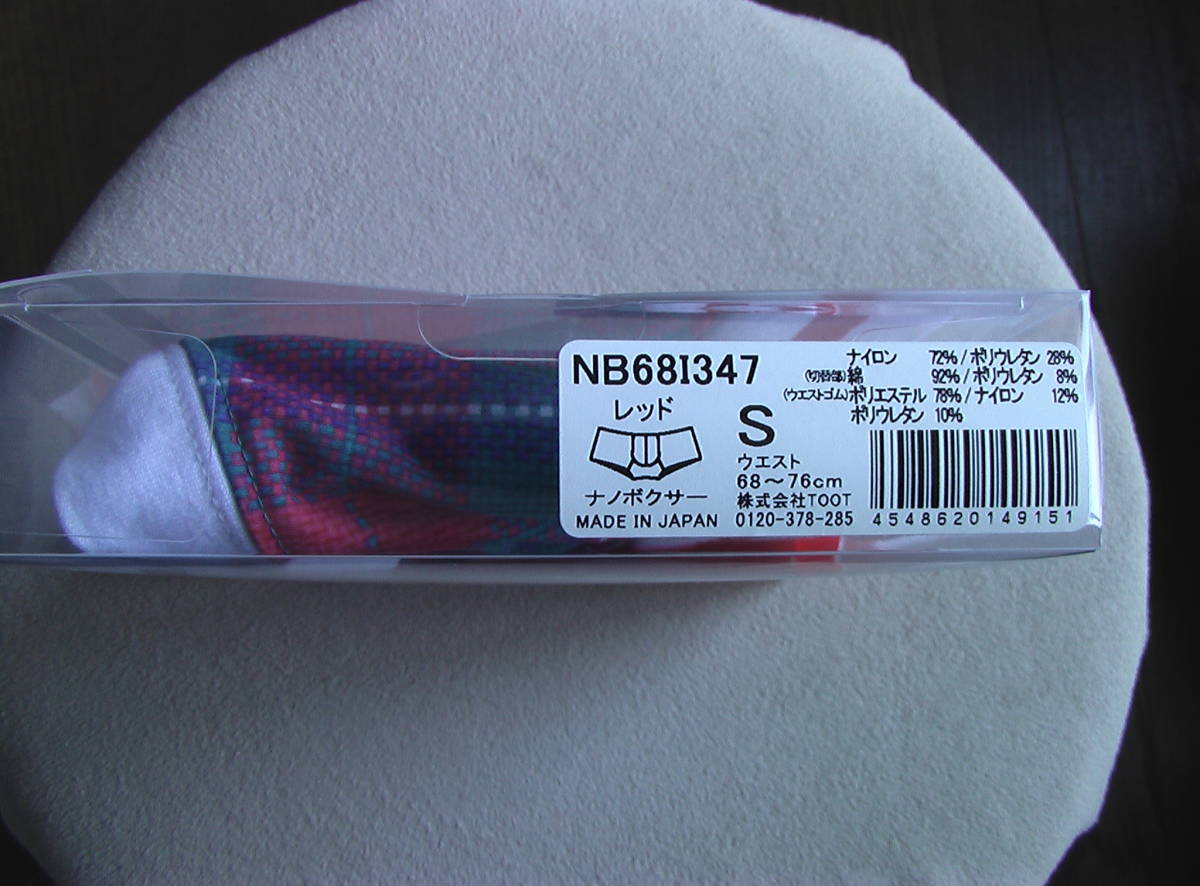 NB68I347
レッド
ナノボクサー
MADE IN JAPAN
S
ウエスト
68〜76cm
株式会社TOOT
0120-378-285
ナイロン 72% / ポリウレタン 28%
(切替部)綿 92% / ポリウレタン 8%
(ウエストゴム)ポリエステル 78% / ナイロン 12%
ポリウレタン 10%
4548620149151